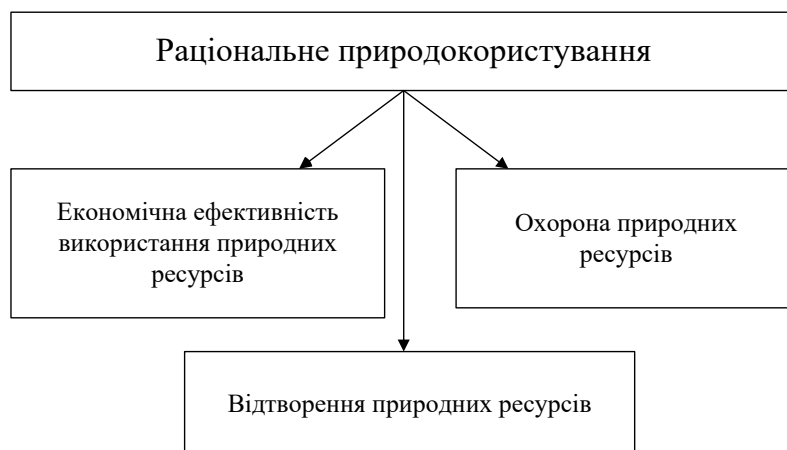 Раціональне природокористування
Економічна ефективність
використання природних
ресурсів
Охорона природних
ресурсів
Відтворення природних ресурсів